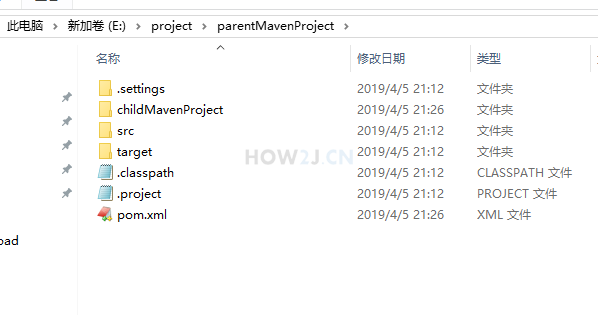 此电脑 > 新加卷 (E:) > project > parentMavenProject >
名称 修改日期 类型
.settings 2019/4/5 21:12 文件夹
childMavenProject 2019/4/5 21:26 文件夹
src 2019/4/5 21:12 文件夹
target 2019/4/5 21:12 文件夹
HOW2J.CN
.classpath 2019/4/5 21:12 CLASSPATH 文件
.project 2019/4/5 21:12 PROJECT 文件
pom.xml 2019/4/5 21:26 XML 文件
oad